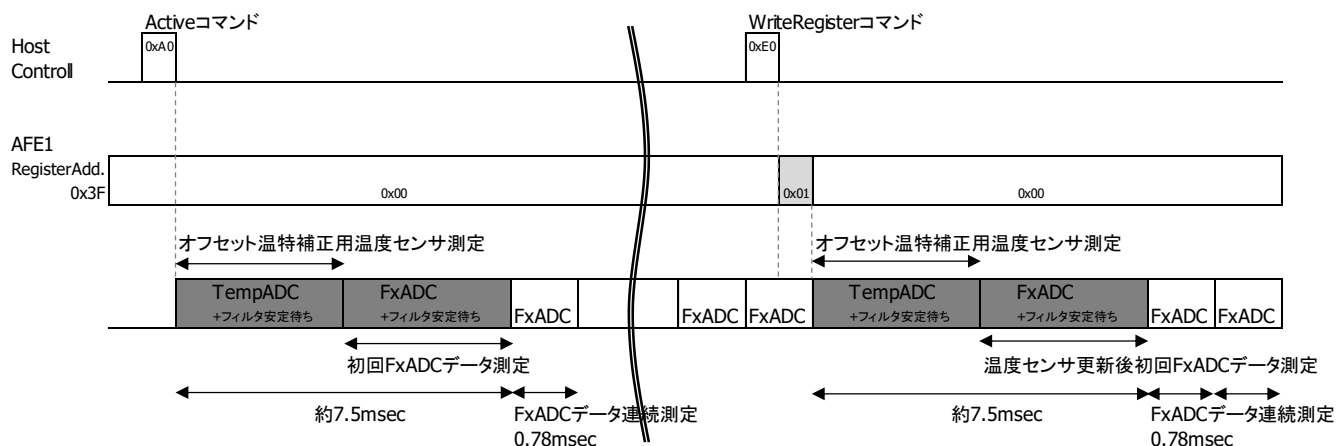 Activeコマンド
WriteRegisterコマンド
Host
Controll
0xA0
0xE0
AFE1
RegisterAdd.
0x3F
0x00
0x01
0x00
オフセット温特補正用温度センサ測定
オフセット温特補正用温度センサ測定
TempADC
+フィルタ安定待ち
FxADC
+フィルタ安定待ち
FxADC
FxADC
FxADC
TempADC
+フィルタ安定待ち
FxADC
+フィルタ安定待ち
FxADC
FxADC
初回FxADCデータ測定
温度センサ更新後初回FxADCデータ測定
約7.5msec
FxADCデータ連続測定
0.78msec
約7.5msec
FxADCデータ連続測定
0.78msec